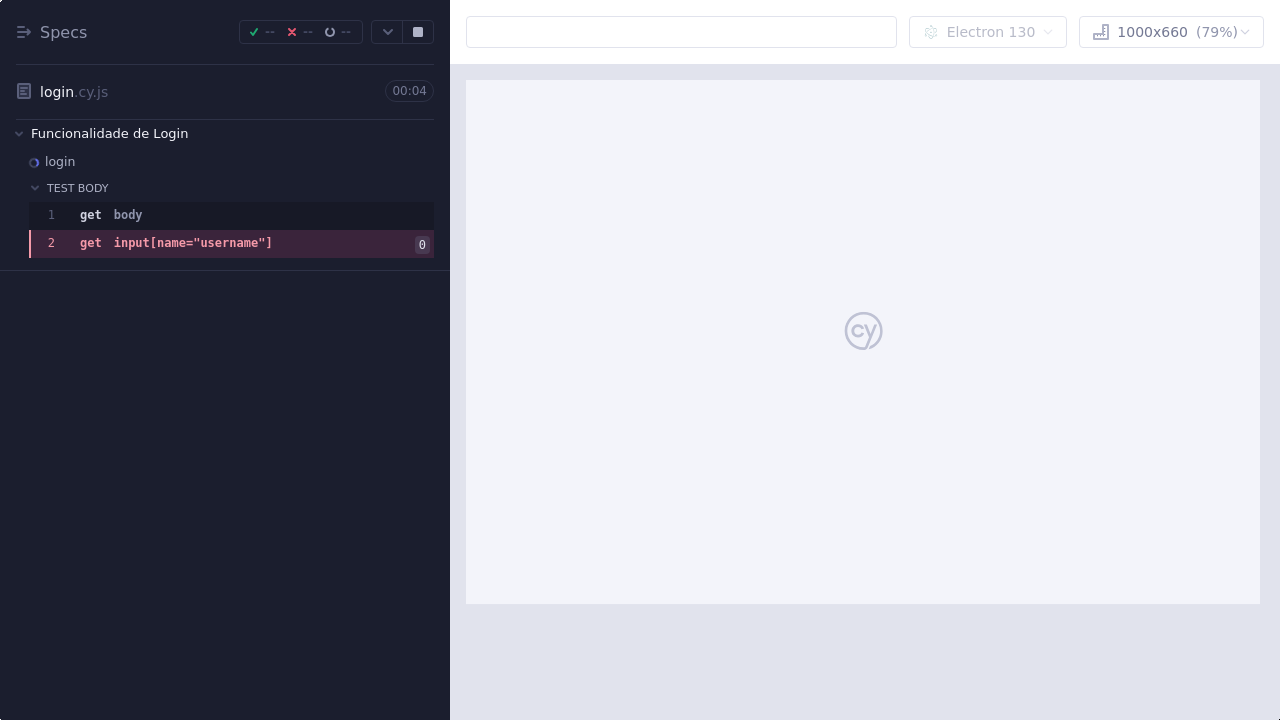 Specs -- -- --
login.cy.js 00:04
Funcionalidade de Login
login
TEST BODY
1 get body
2 get input[name="username"] 0
Electron 130 1000x660 (79%)
cy